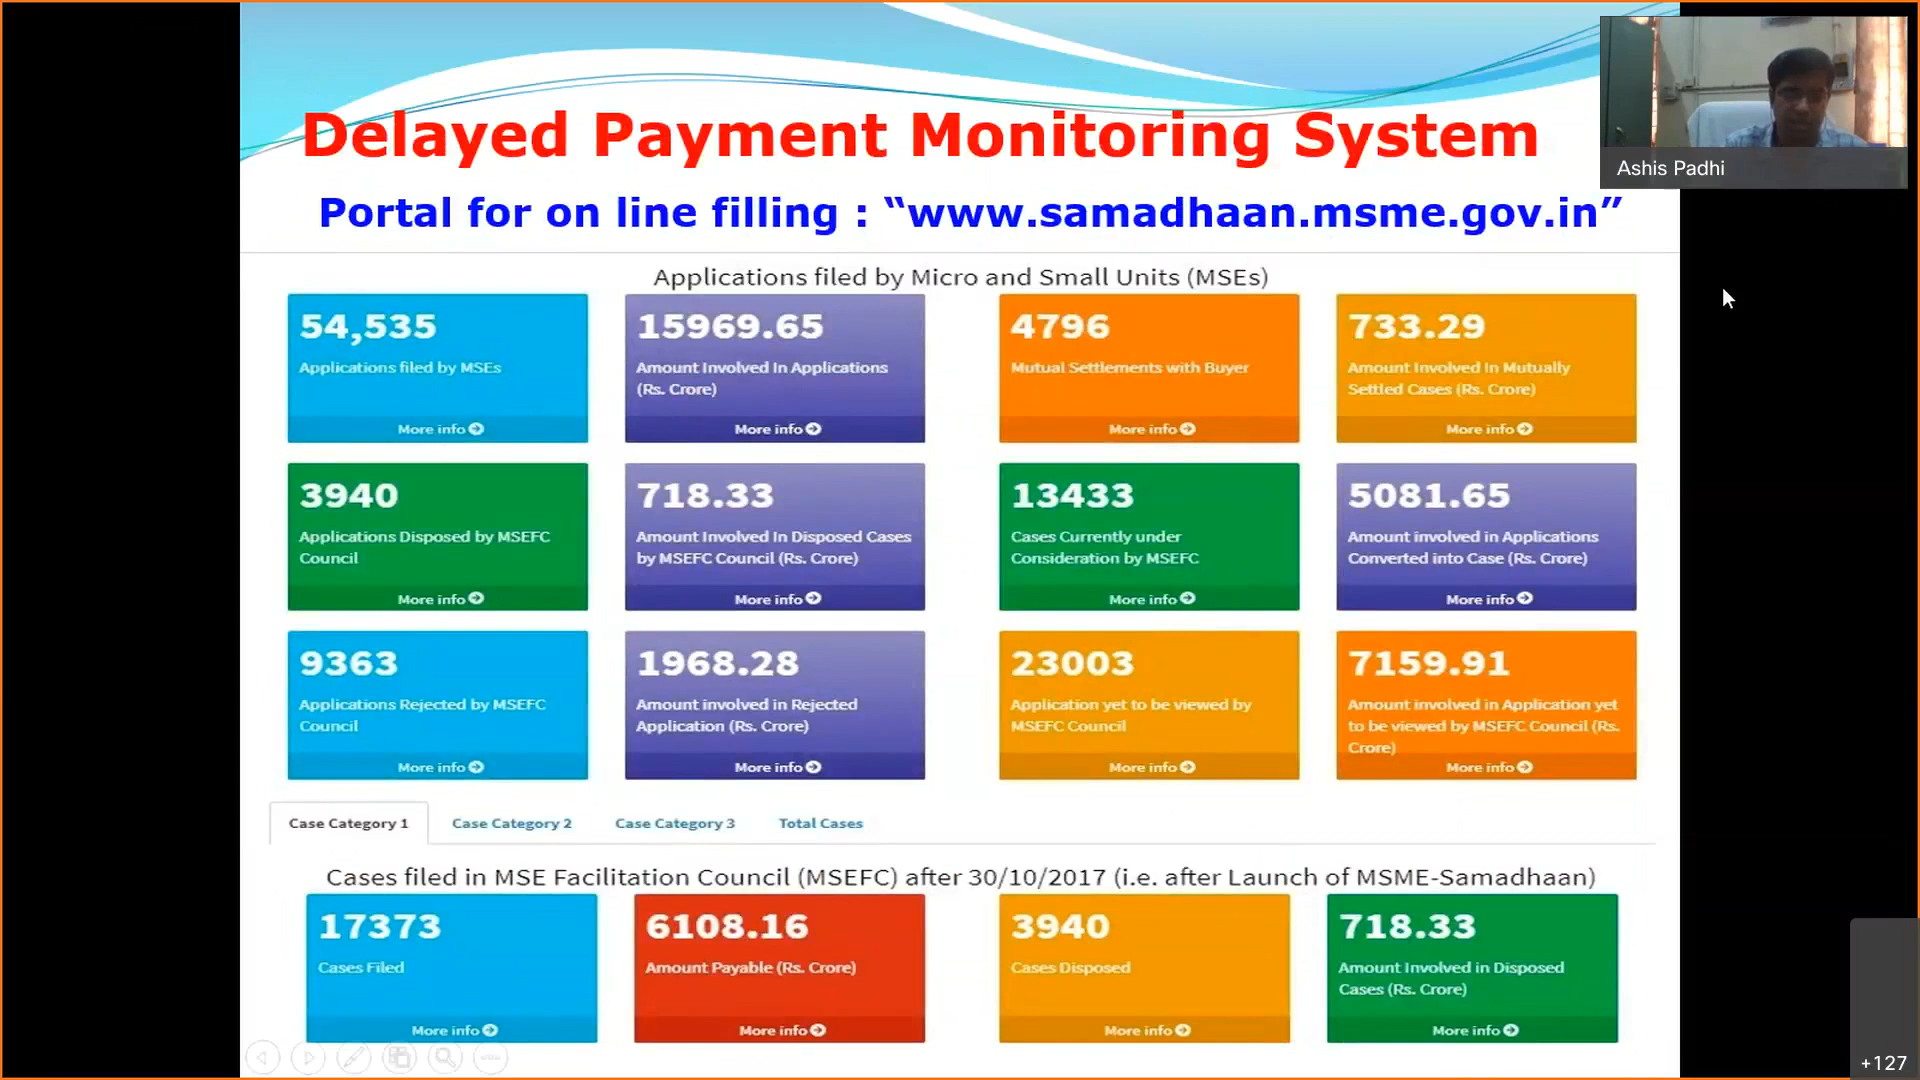 Delayed Payment Monitoring System
Portal for on line filling : “www.samadhaan.msme.gov.in”
Ashis Padhi
Applications filed by Micro and Small Units (MSEs)
54,535
Applications filed by MSEs
More info
15969.65
Amount Involved In Applications
(Rs. Crore)
More info
4796
Mutual Settlements with Buyer
More info
733.29
Amount Involved In Mutually
Settled Cases (Rs. Crore)
More info
3940
Applications Disposed by MSEFC
Council
More info
718.33
Amount Involved In Disposed Cases
by MSEFC Council (Rs. Crore)
More info
13433
Cases Currently under
Consideration by MSEFC
More info
5081.65
Amount involved in Applications
Converted into Case (Rs. Crore)
More info
9363
Applications Rejected by MSEFC
Council
More info
1968.28
Amount involved in Rejected
Application (Rs. Crore)
More info
23003
Application yet to be viewed by
MSEFC Council
More info
7159.91
Amount involved in Application yet
to be viewed by MSEFC Council (Rs.
Crore)
More info
Case Category 1
Case Category 2
Case Category 3
Total Cases
Cases filed in MSE Facilitation Council (MSEFC) after 30/10/2017 (i.e. after Launch of MSME-Samadhaan)
17373
Cases Filed
More info
6108.16
Amount Payable (Rs. Crore)
More info
3940
Cases Disposed
More info
718.33
Amount Involved in Disposed
Cases (Rs. Crore)
More info
+127